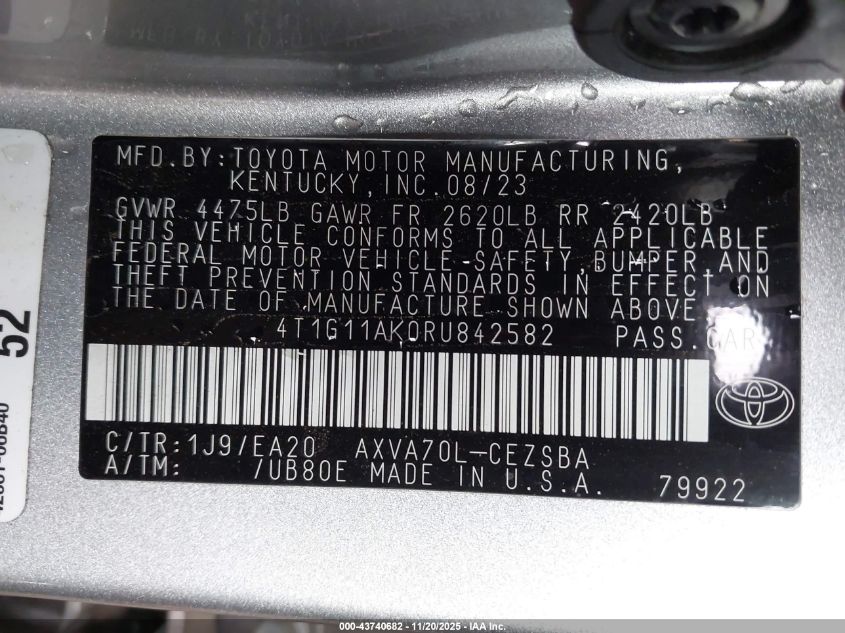 MFD.BY:TOYOTA MOTOR MANUFACTURING,
KENTUCKY,INC.08/23
GVWR 4475LB GAWR FR 2620LB RR 2420LB
THIS VEHICLE CONFORMS TO ALL APPLICABLE
FEDERAL MOTOR VEHICLE-SAFETY,BUMPER,AND
THEFT PREVENTION STANDARDS IN EFFECT ON
THE DATE OF MANUFACTURE SHOWN ABOVE.
4T1G11AK0RU842582 PASS.CAR
C/TR:1J9/EA20 AXVA70L-CEZSBA
A/TM: /UB80E MADE IN U.S.A. 79922
52
000-43740682 - 11/20/2025 - IAA Inc.